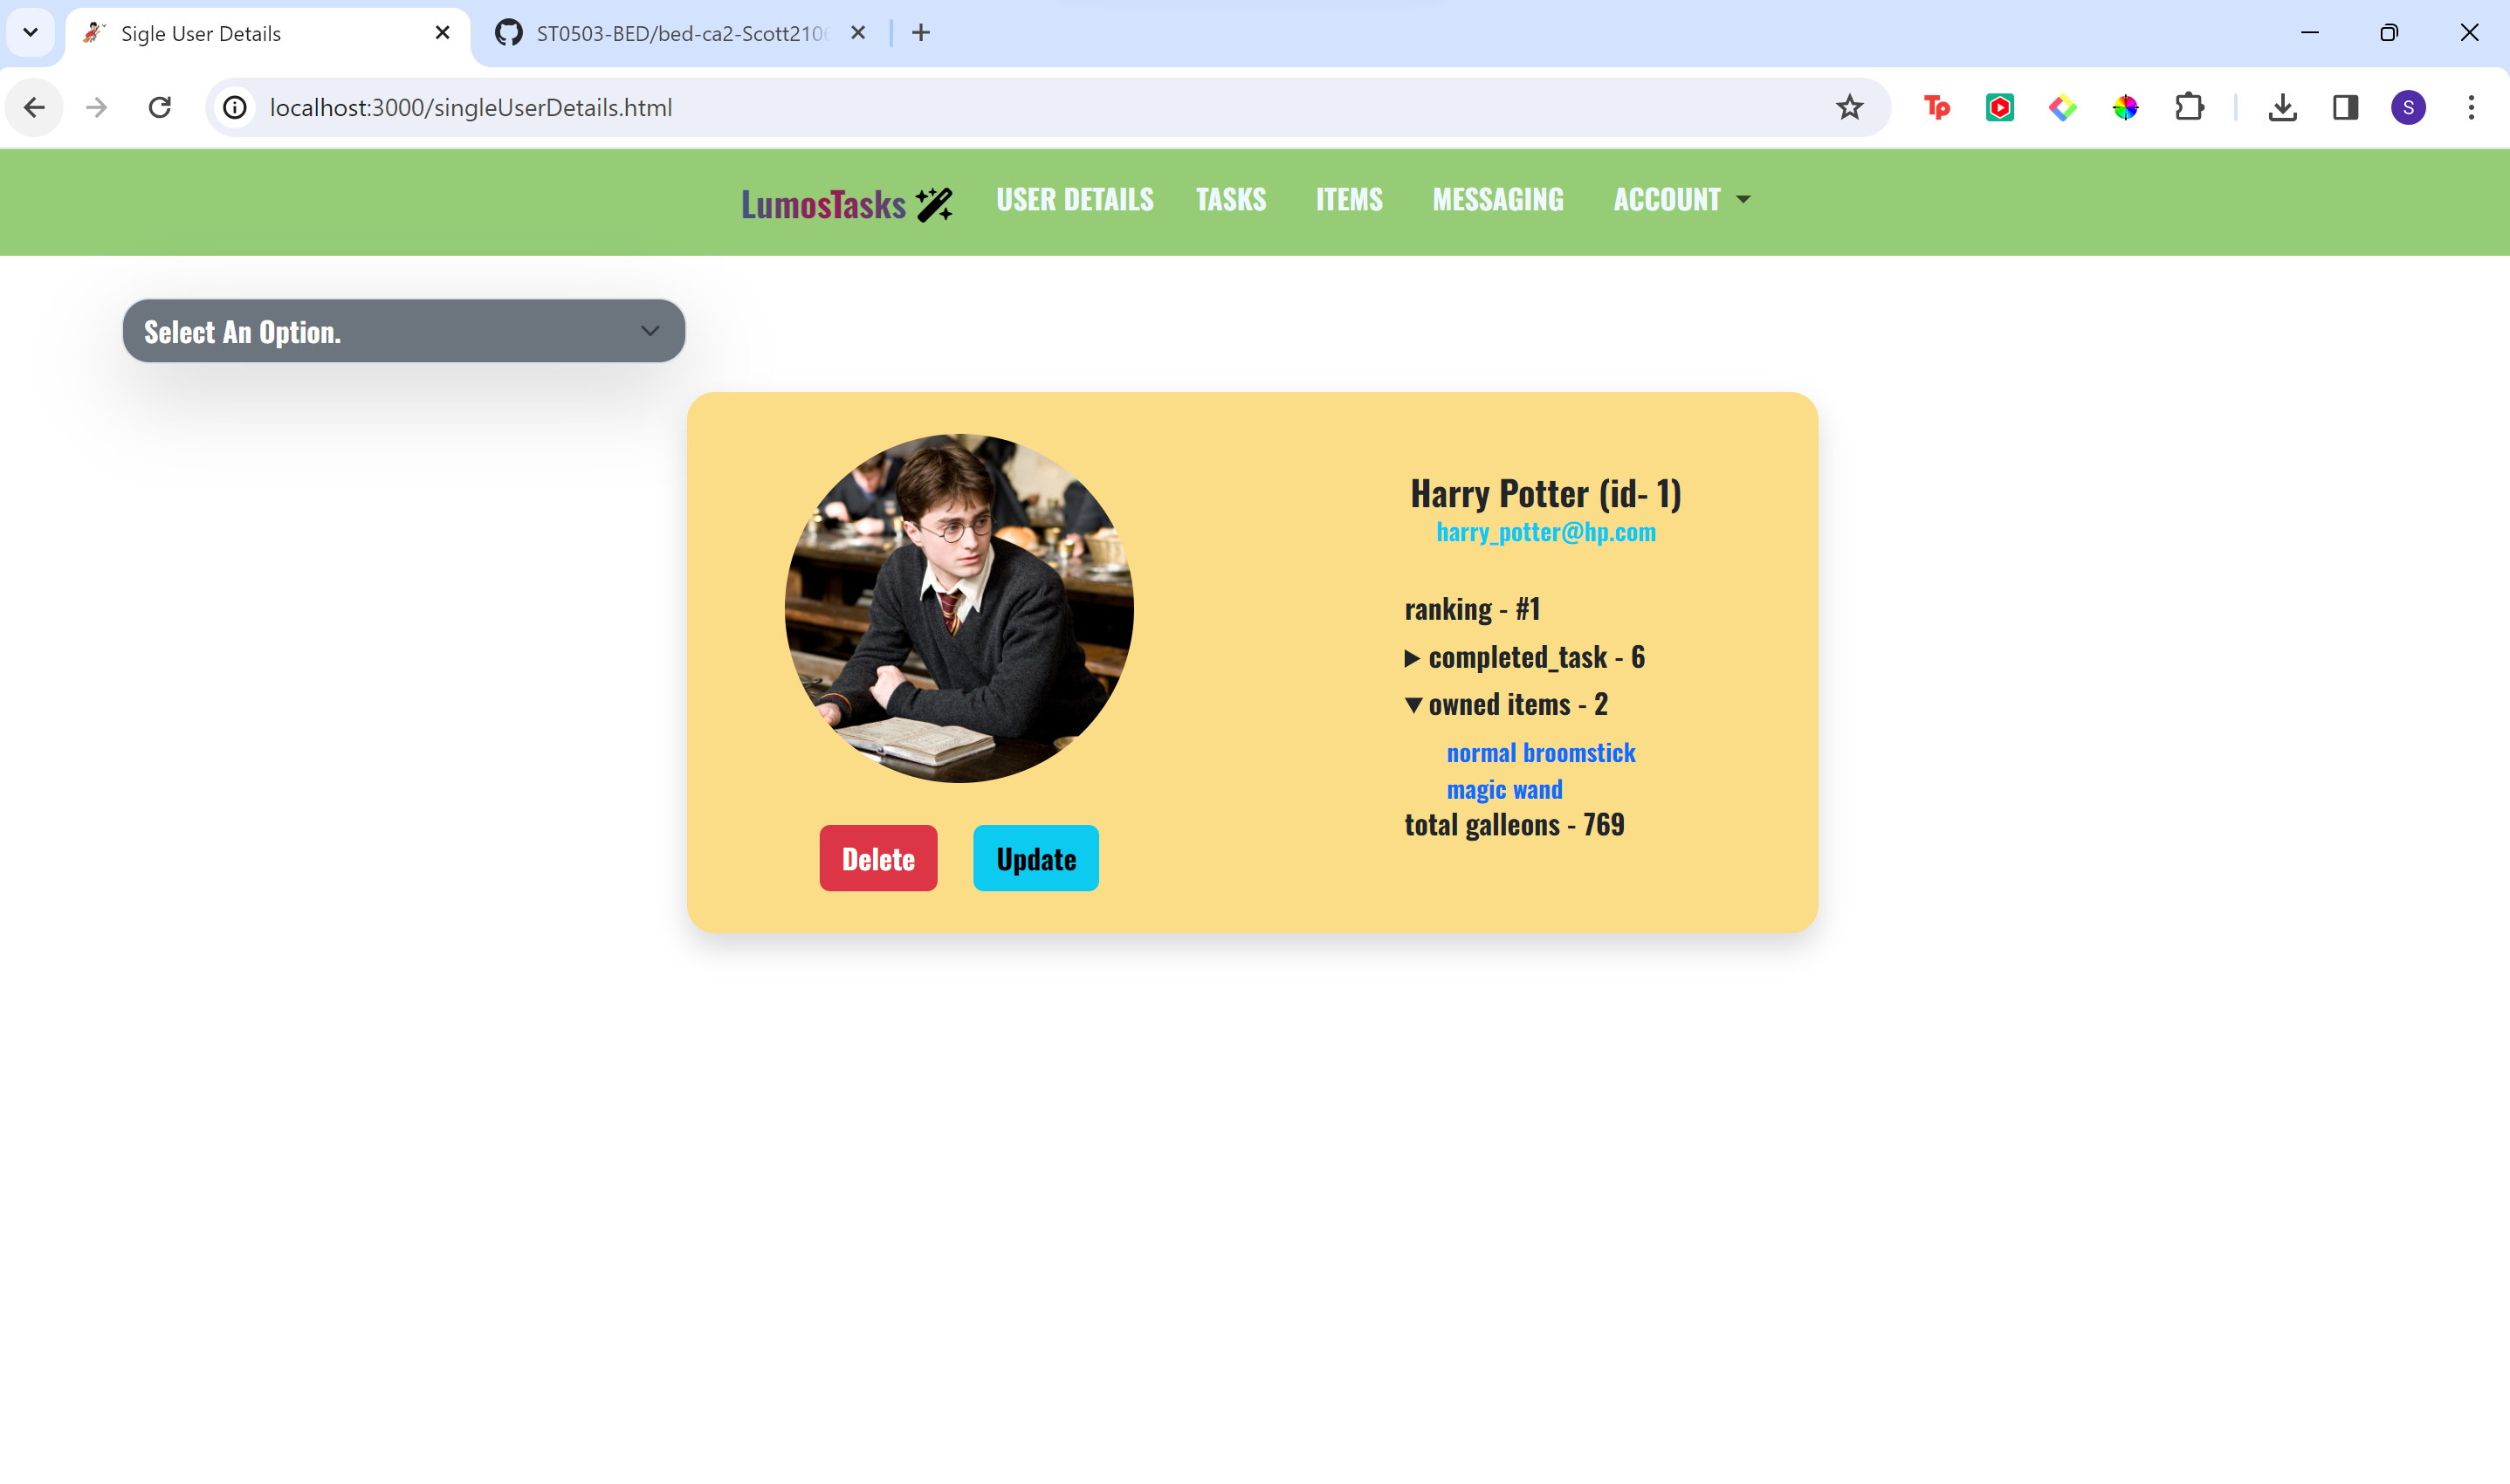 Sigle User Details
ST0503-BED/bed-ca2-Scott210
localhost:3000/singleUserDetails.html
Tp
S
LumosTasks USER DETAILS TASKS ITEMS MESSAGING ACCOUNT
Select An Option.
Harry Potter (id- 1)
harry_potter@hp.com
ranking - #1
completed_task - 6
owned items - 2
normal broomstick
magic wand
total galleons - 769
Delete Update